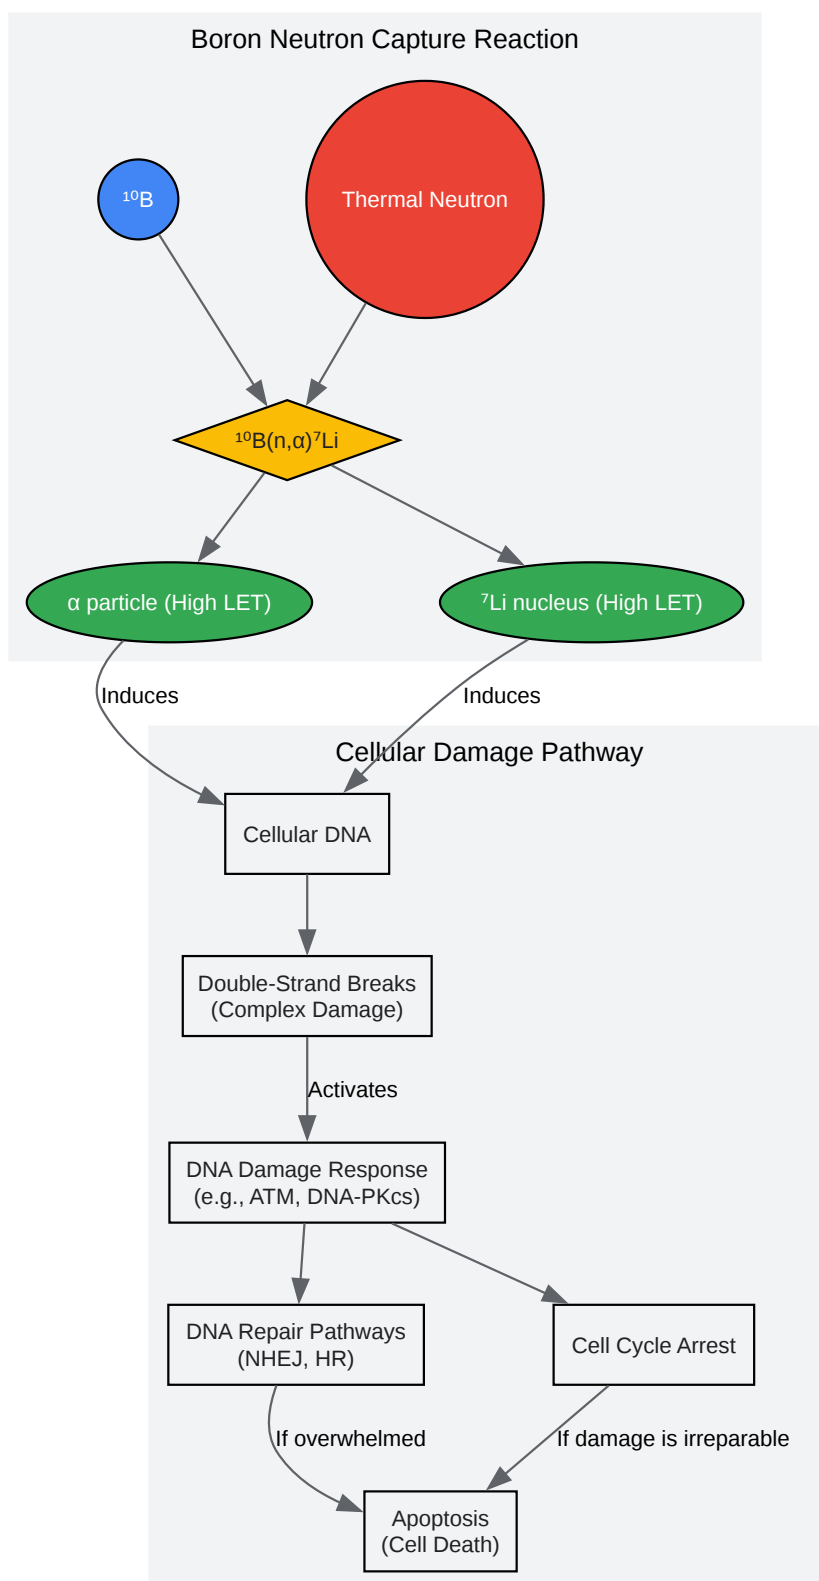 Boron Neutron Capture Reaction
¹⁰B
Thermal Neutron
¹⁰B(n,α)⁷Li
α particle (High LET)
⁷Li nucleus (High LET)
Induces
Induces
Cellular Damage Pathway
Cellular DNA
Double-Strand Breaks
(Complex Damage)
Activates
DNA Damage Response
(e.g., ATM, DNA-PKcs)
DNA Repair Pathways
(NHEJ, HR)
Cell Cycle Arrest
If overwhelmed
If damage is irreparable
Apoptosis
(Cell Death)